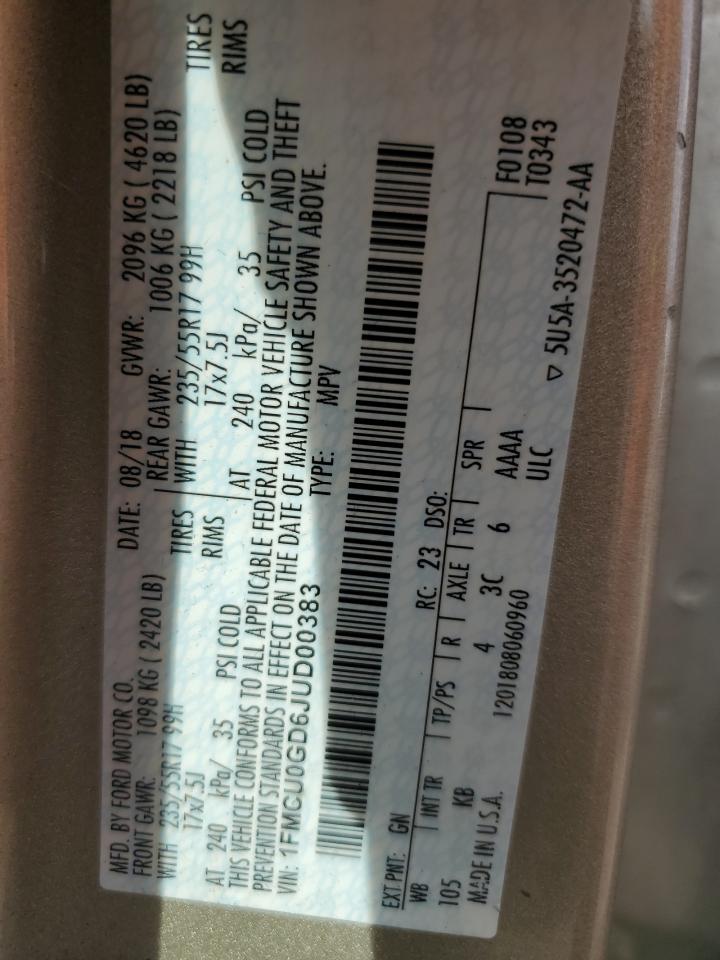 MFD. BY FORD MOTOR CO.
DATE: 08/18 GVWR: 2096 KG ( 4620 LB)
FRONT GAWR: 1098 KG ( 2420 LB) REAR GAWR: 1006 KG ( 2218 LB)
WITH 235/55R17 99H TIRES WITH 235/55R17 99H TIRES
17x7.5J RIMS 17x7.5J RIMS
AT 240 kPa/ 35 PSI COLD AT 240 kPa/ 35 PSI COLD
THIS VEHICLE CONFORMS TO ALL APPLICABLE FEDERAL MOTOR VEHICLE SAFETY AND THEFT
PREVENTION STANDARDS IN EFFECT ON THE DATE OF MANUFACTURE SHOWN ABOVE.
VIN: 1FMCU0GD6JUD00383 TYPE: MPV
EXT PNT: GN RC: 23 DSO:
WB INT TR TP/PS R AXLE TR SPR
105 KB 4 3C 6 AAAA F0108
ULC T0343
MADE IN U.S.A. 1201808060960
▽ 5U5A-3520472-AA